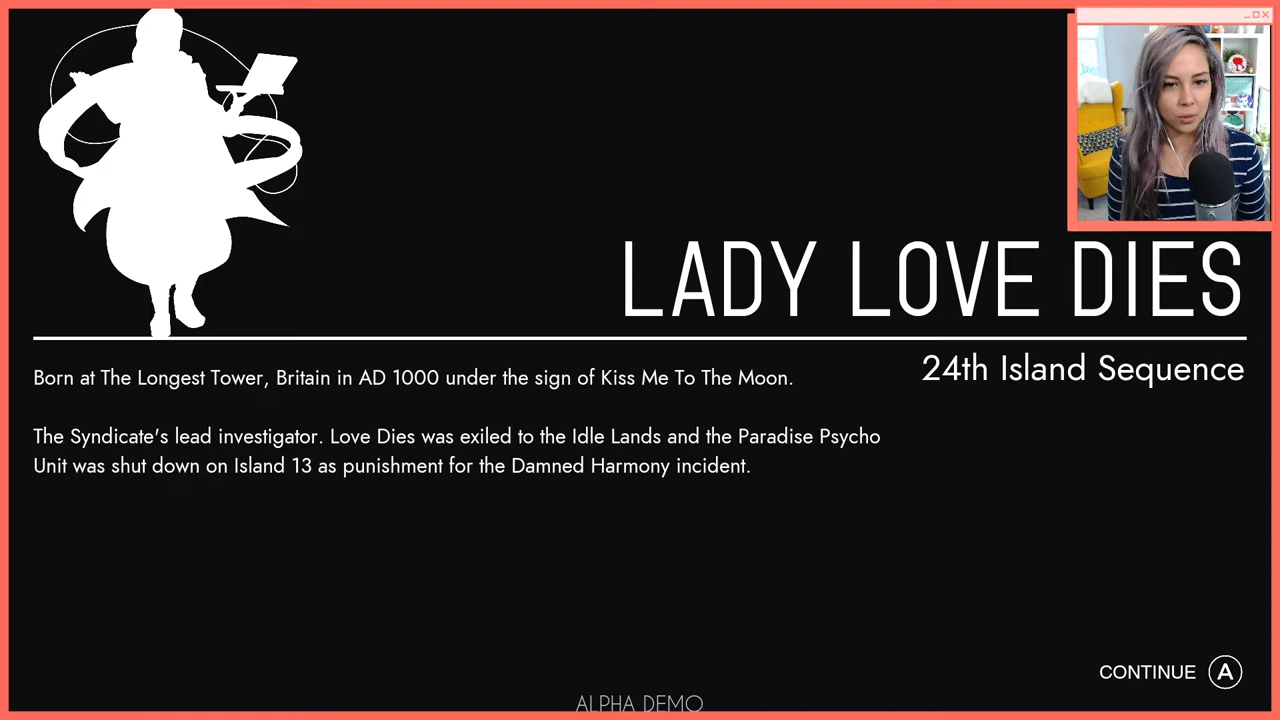 LADY LOVE DIES
24th Island Sequence
Born at The Longest Tower, Britain in AD 1000 under the sign of Kiss Me To The Moon.
The Syndicate's lead investigator. Love Dies was exiled to the Idle Lands and the Paradise Psycho
Unit was shut down on Island 13 as punishment for the Damned Harmony incident.
CONTINUE A
ALPHA DEMO